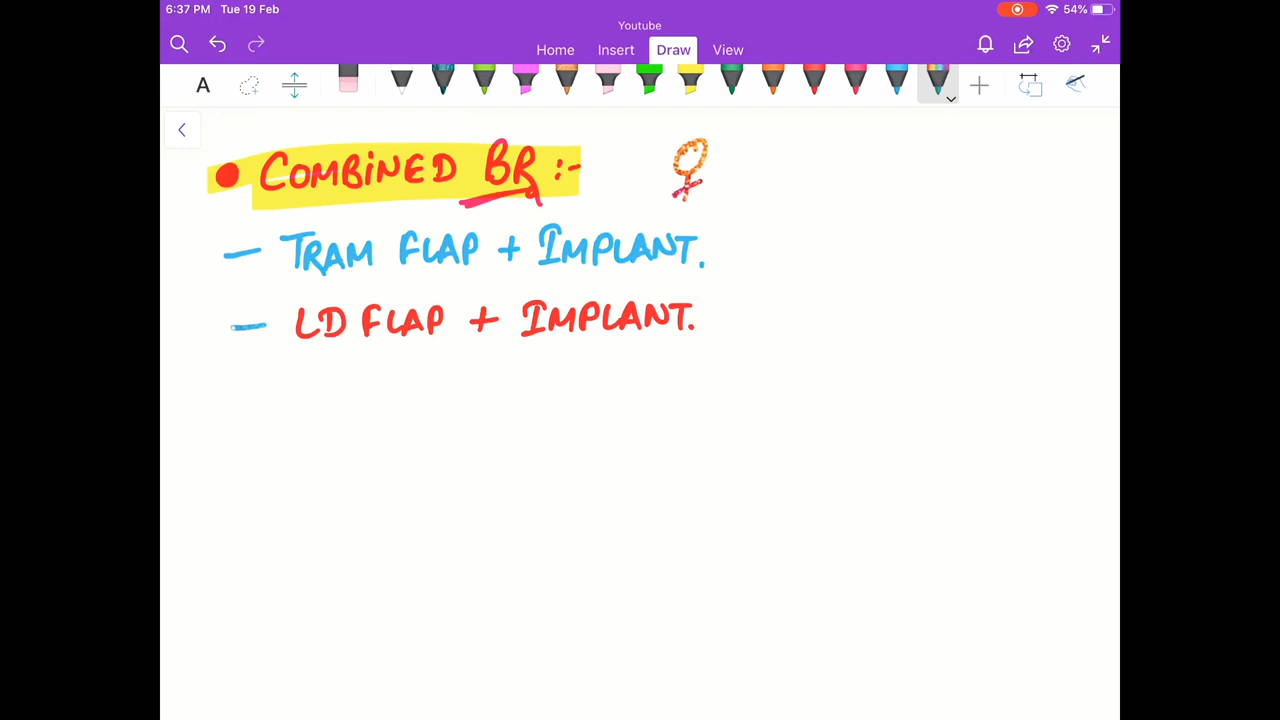 6:37 PM Tue 19 Feb 54%
Youtube
Home Insert Draw View
A
• COMBINED BR :- ♀
— TRAM FLAP + IMPLANT.
— LD FLAP + IMPLANT.